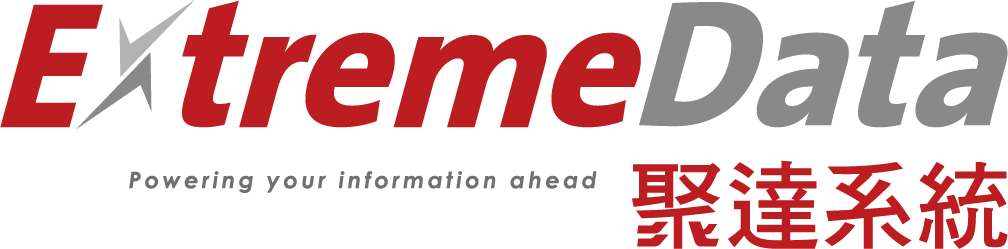 ExtremeData
Powering your information ahead
聚達系統